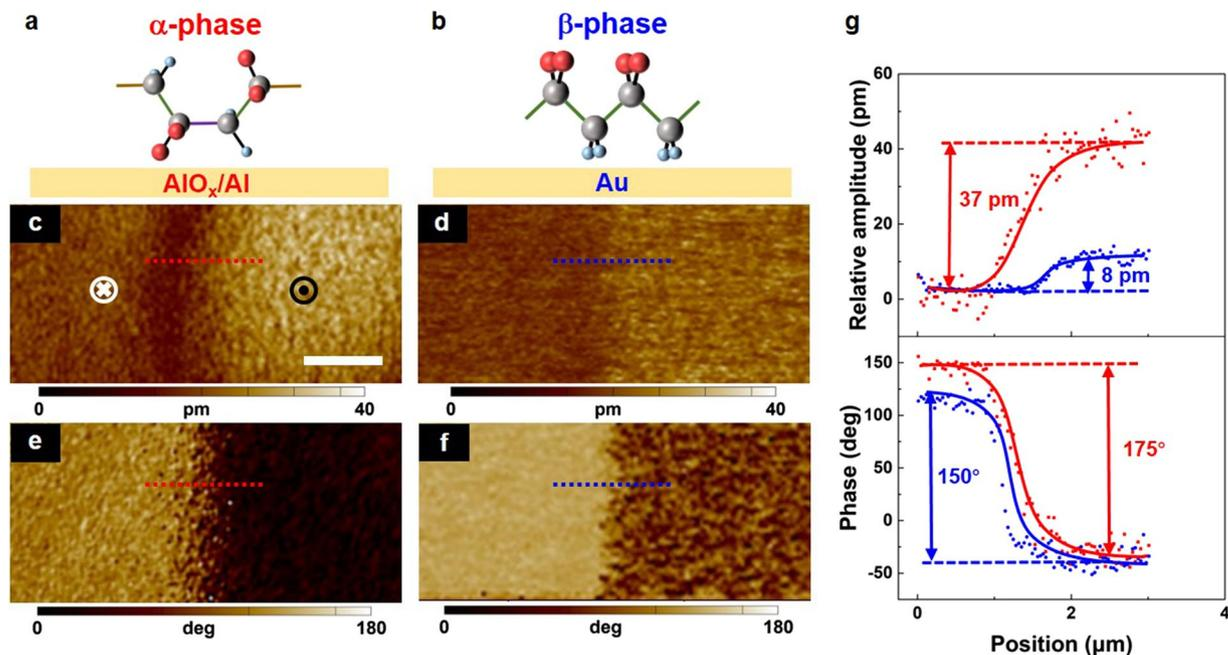 a
α-phase
AlOx/Al
b
β-phase
Au
c
d
0 pm 40
0 pm 40
e
f
0 deg 180
0 deg 180
g
Relative amplitude (pm)
60
40
20
0
37 pm
8 pm
Phase (deg)
150
100
50
0
-50
150°
175°
0 2 4
Position (μm)